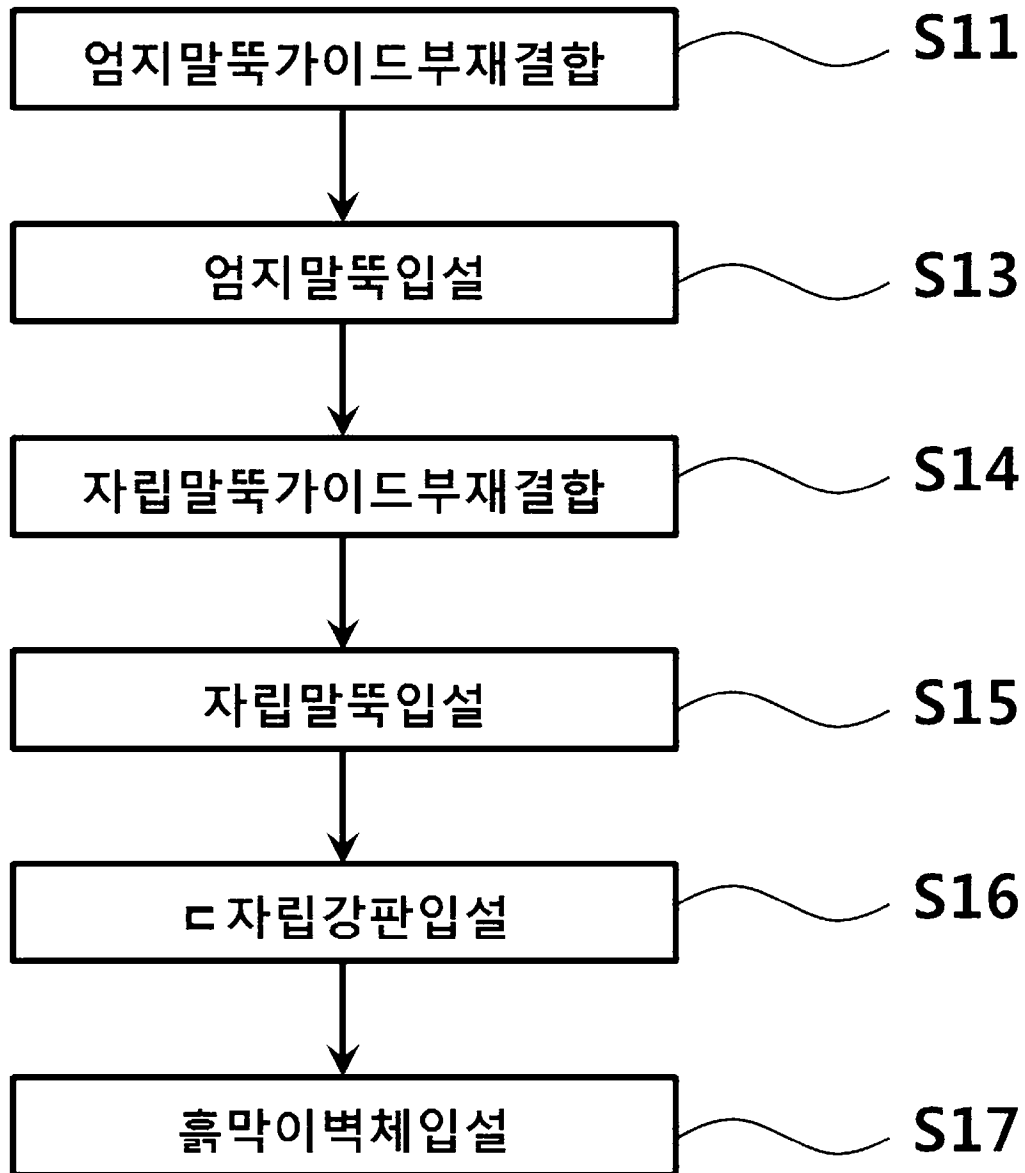 엄지말뚝가이드부재결합 S11
엄지말뚝입설 S13
자립말뚝가이드부재결합 S14
자립말뚝입설 S15
ㄷ자립강판입설 S16
흙막이벽체입설 S17